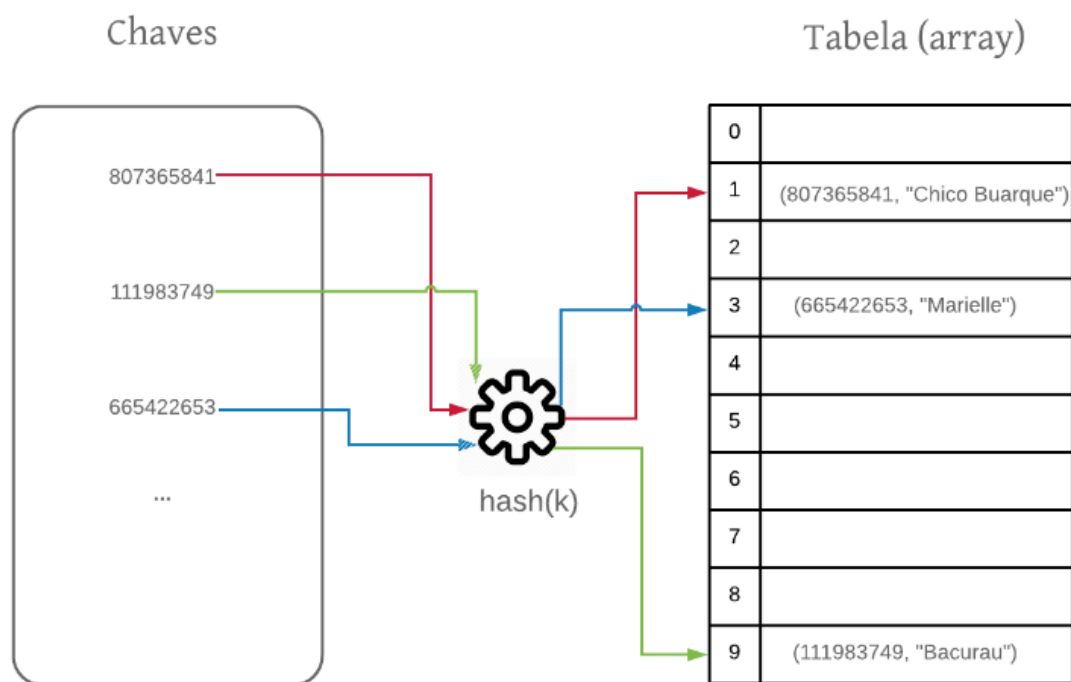 Chaves
Tabela (array)
807365841
111983749
665422653
...
hash(k)
0
1 (807365841, "Chico Buarque")
2
3 (665422653, "Marielle")
4
5
6
7
8
9 (111983749, "Bacurau")